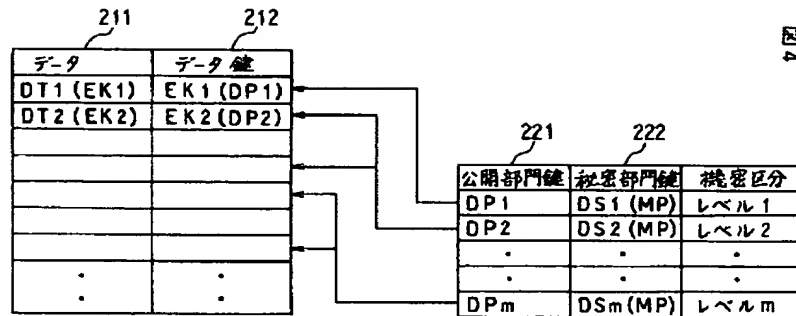 図4
211 212
データ データ鍵
DT1(EK1) EK1(DP1)
DT2(EK2) EK2(DP2)
・ ・
・ ・
221 222
公開部門鍵 秘密部門鍵 機密区分
DP1 DS1(MP) レベル1
DP2 DS2(MP) レベル2
・ ・ ・
・ ・ ・
DPm DSm(MP) レベルm